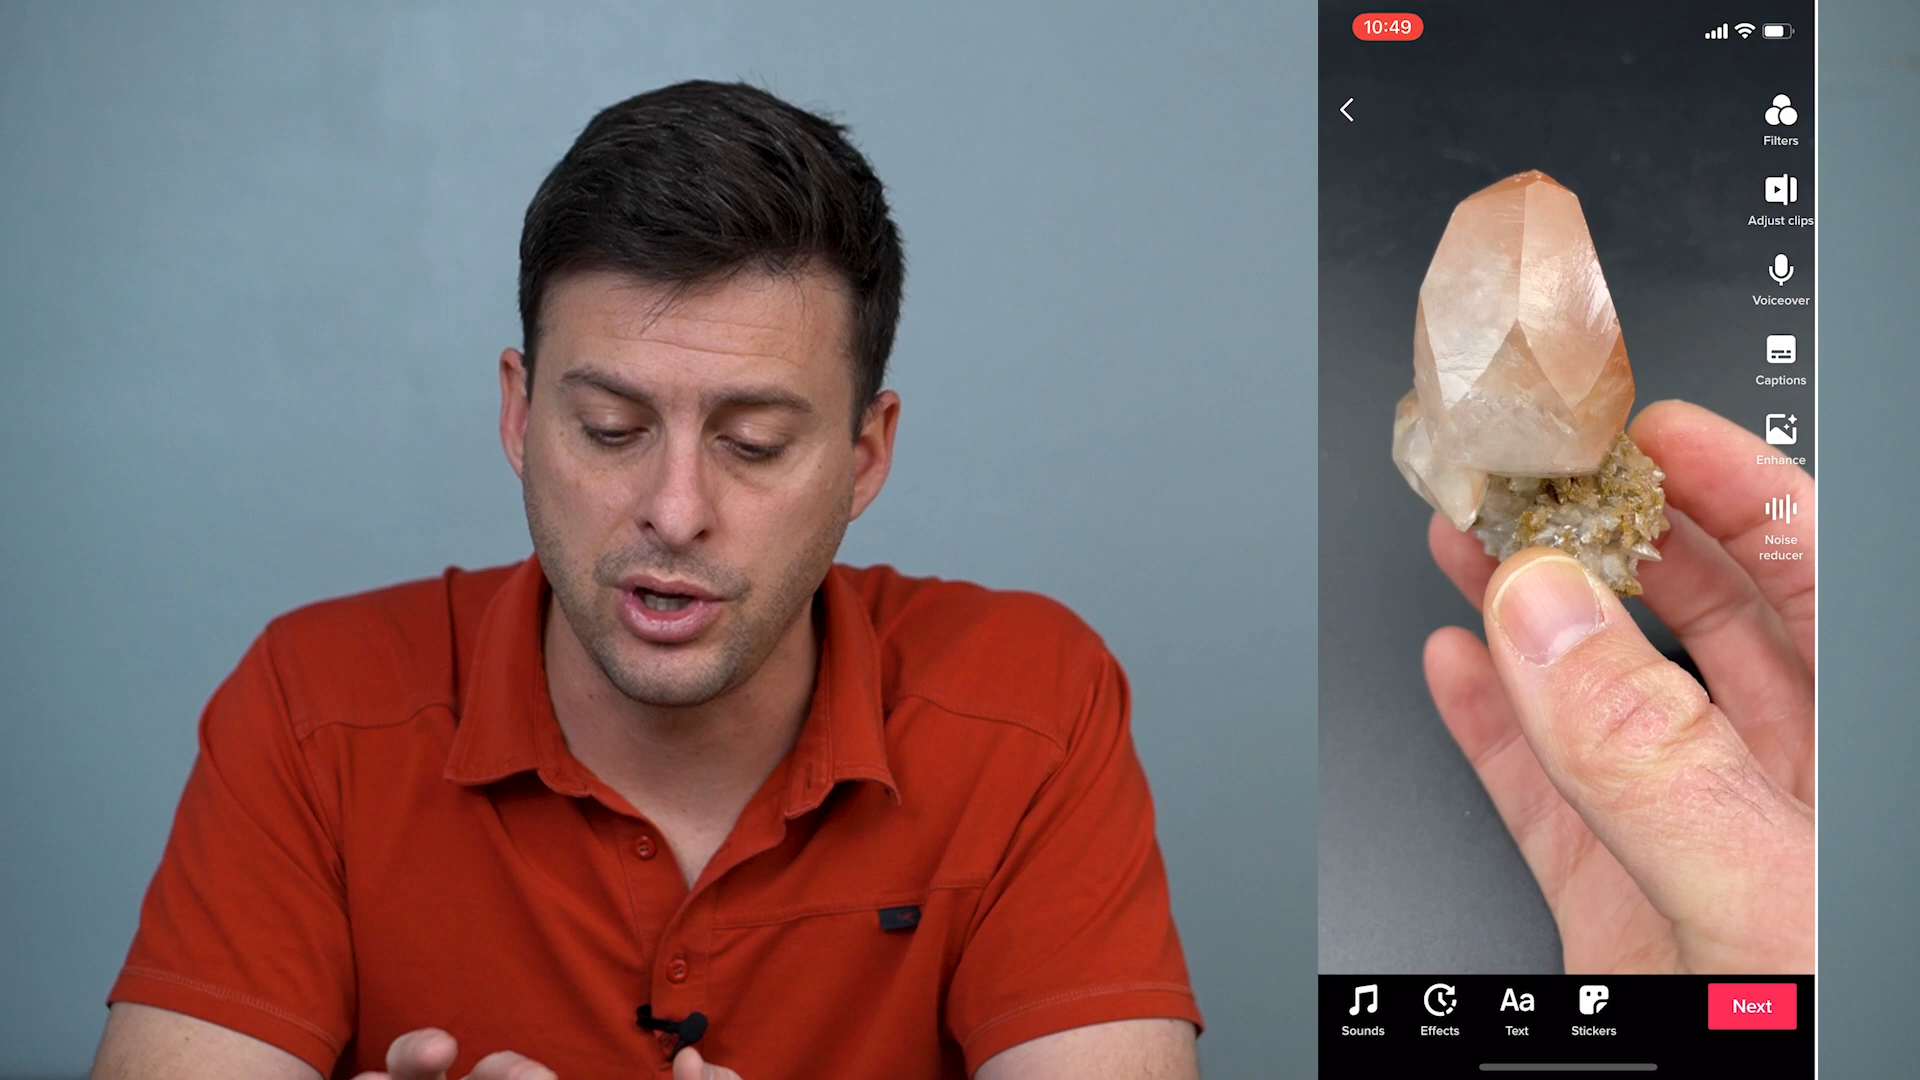 10:49
Filters
Adjust clips
Voiceover
Captions
Enhance
Noise
reducer
Sounds
Effects
Aa
Text
Stickers
Next